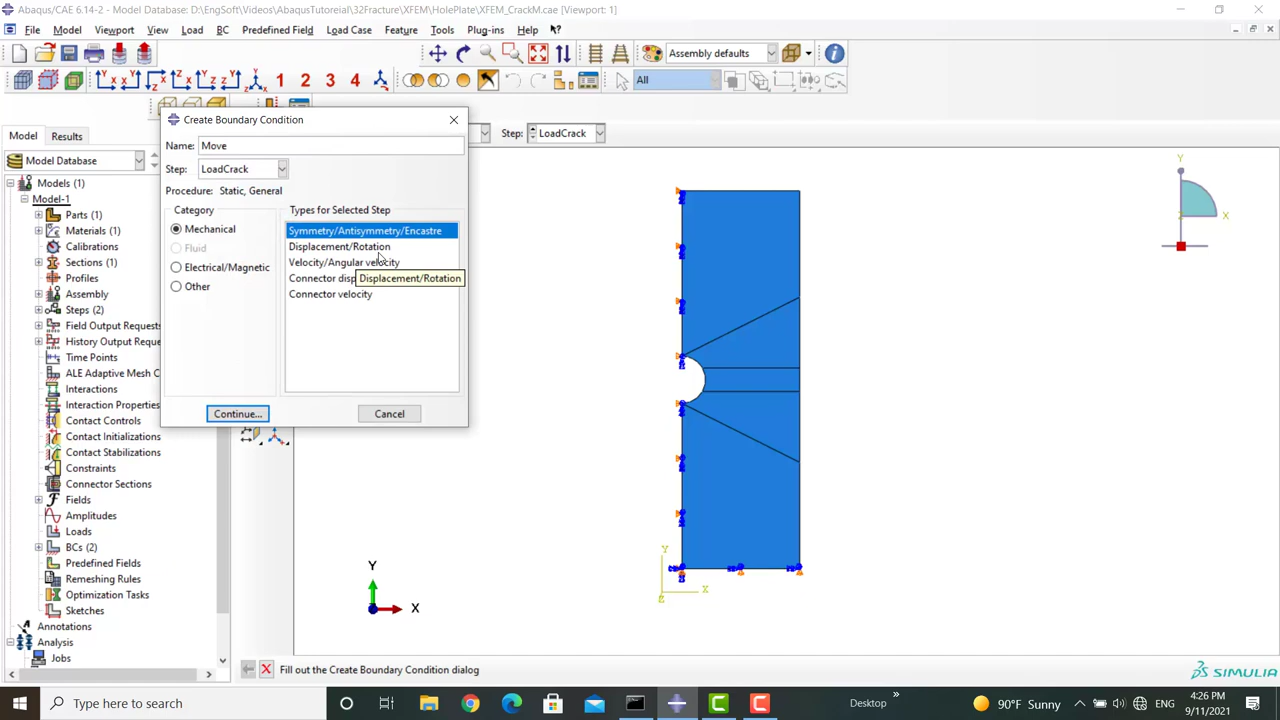 Abaqus/CAE 6.14-2 - Model Database: D:\EngSoft\Videos\AbaqusTutoreial\32Fracture\XFEM\HolePlate\XFEM_CrackM.cae [Viewport: 1]
File Model Viewport View Load BC Predefined Field Load Case Feature Tools Plug-ins Help
Assembly defaults
1 2 3 4 All
Model Results
Step: LoadCrack
Model Database
Models (1)
Model-1
Parts (1)
Materials (1)
Calibrations
Sections (1)
Profiles
Assembly
Steps (2)
Field Output Requests
History Output Requests
Time Points
ALE Adaptive Mesh C
Interactions
Interaction Properties
Contact Controls
Contact Initializations
Contact Stabilizations
Constraints
Connector Sections
Fields
Amplitudes
Loads
BCs (2)
Predefined Fields
Remeshing Rules
Optimization Tasks
Sketches
Annotations
Analysis
Jobs
Create Boundary Condition
Name: Move
Step: LoadCrack
Procedure: Static, General
Category
Mechanical
Fluid
Electrical/Magnetic
Other
Types for Selected Step
Symmetry/Antisymmetry/Encastre
Displacement/Rotation
Velocity/Angular velocity
Connector disp
Displacement/Rotation
Connector velocity
Continue...
Cancel
Y
Z
X
Y
X
Y
X
Z
Fill out the Create Boundary Condition dialog
SIMULIA
Type here to search
Desktop
90°F Sunny
ENG
4:26 PM
9/11/2021